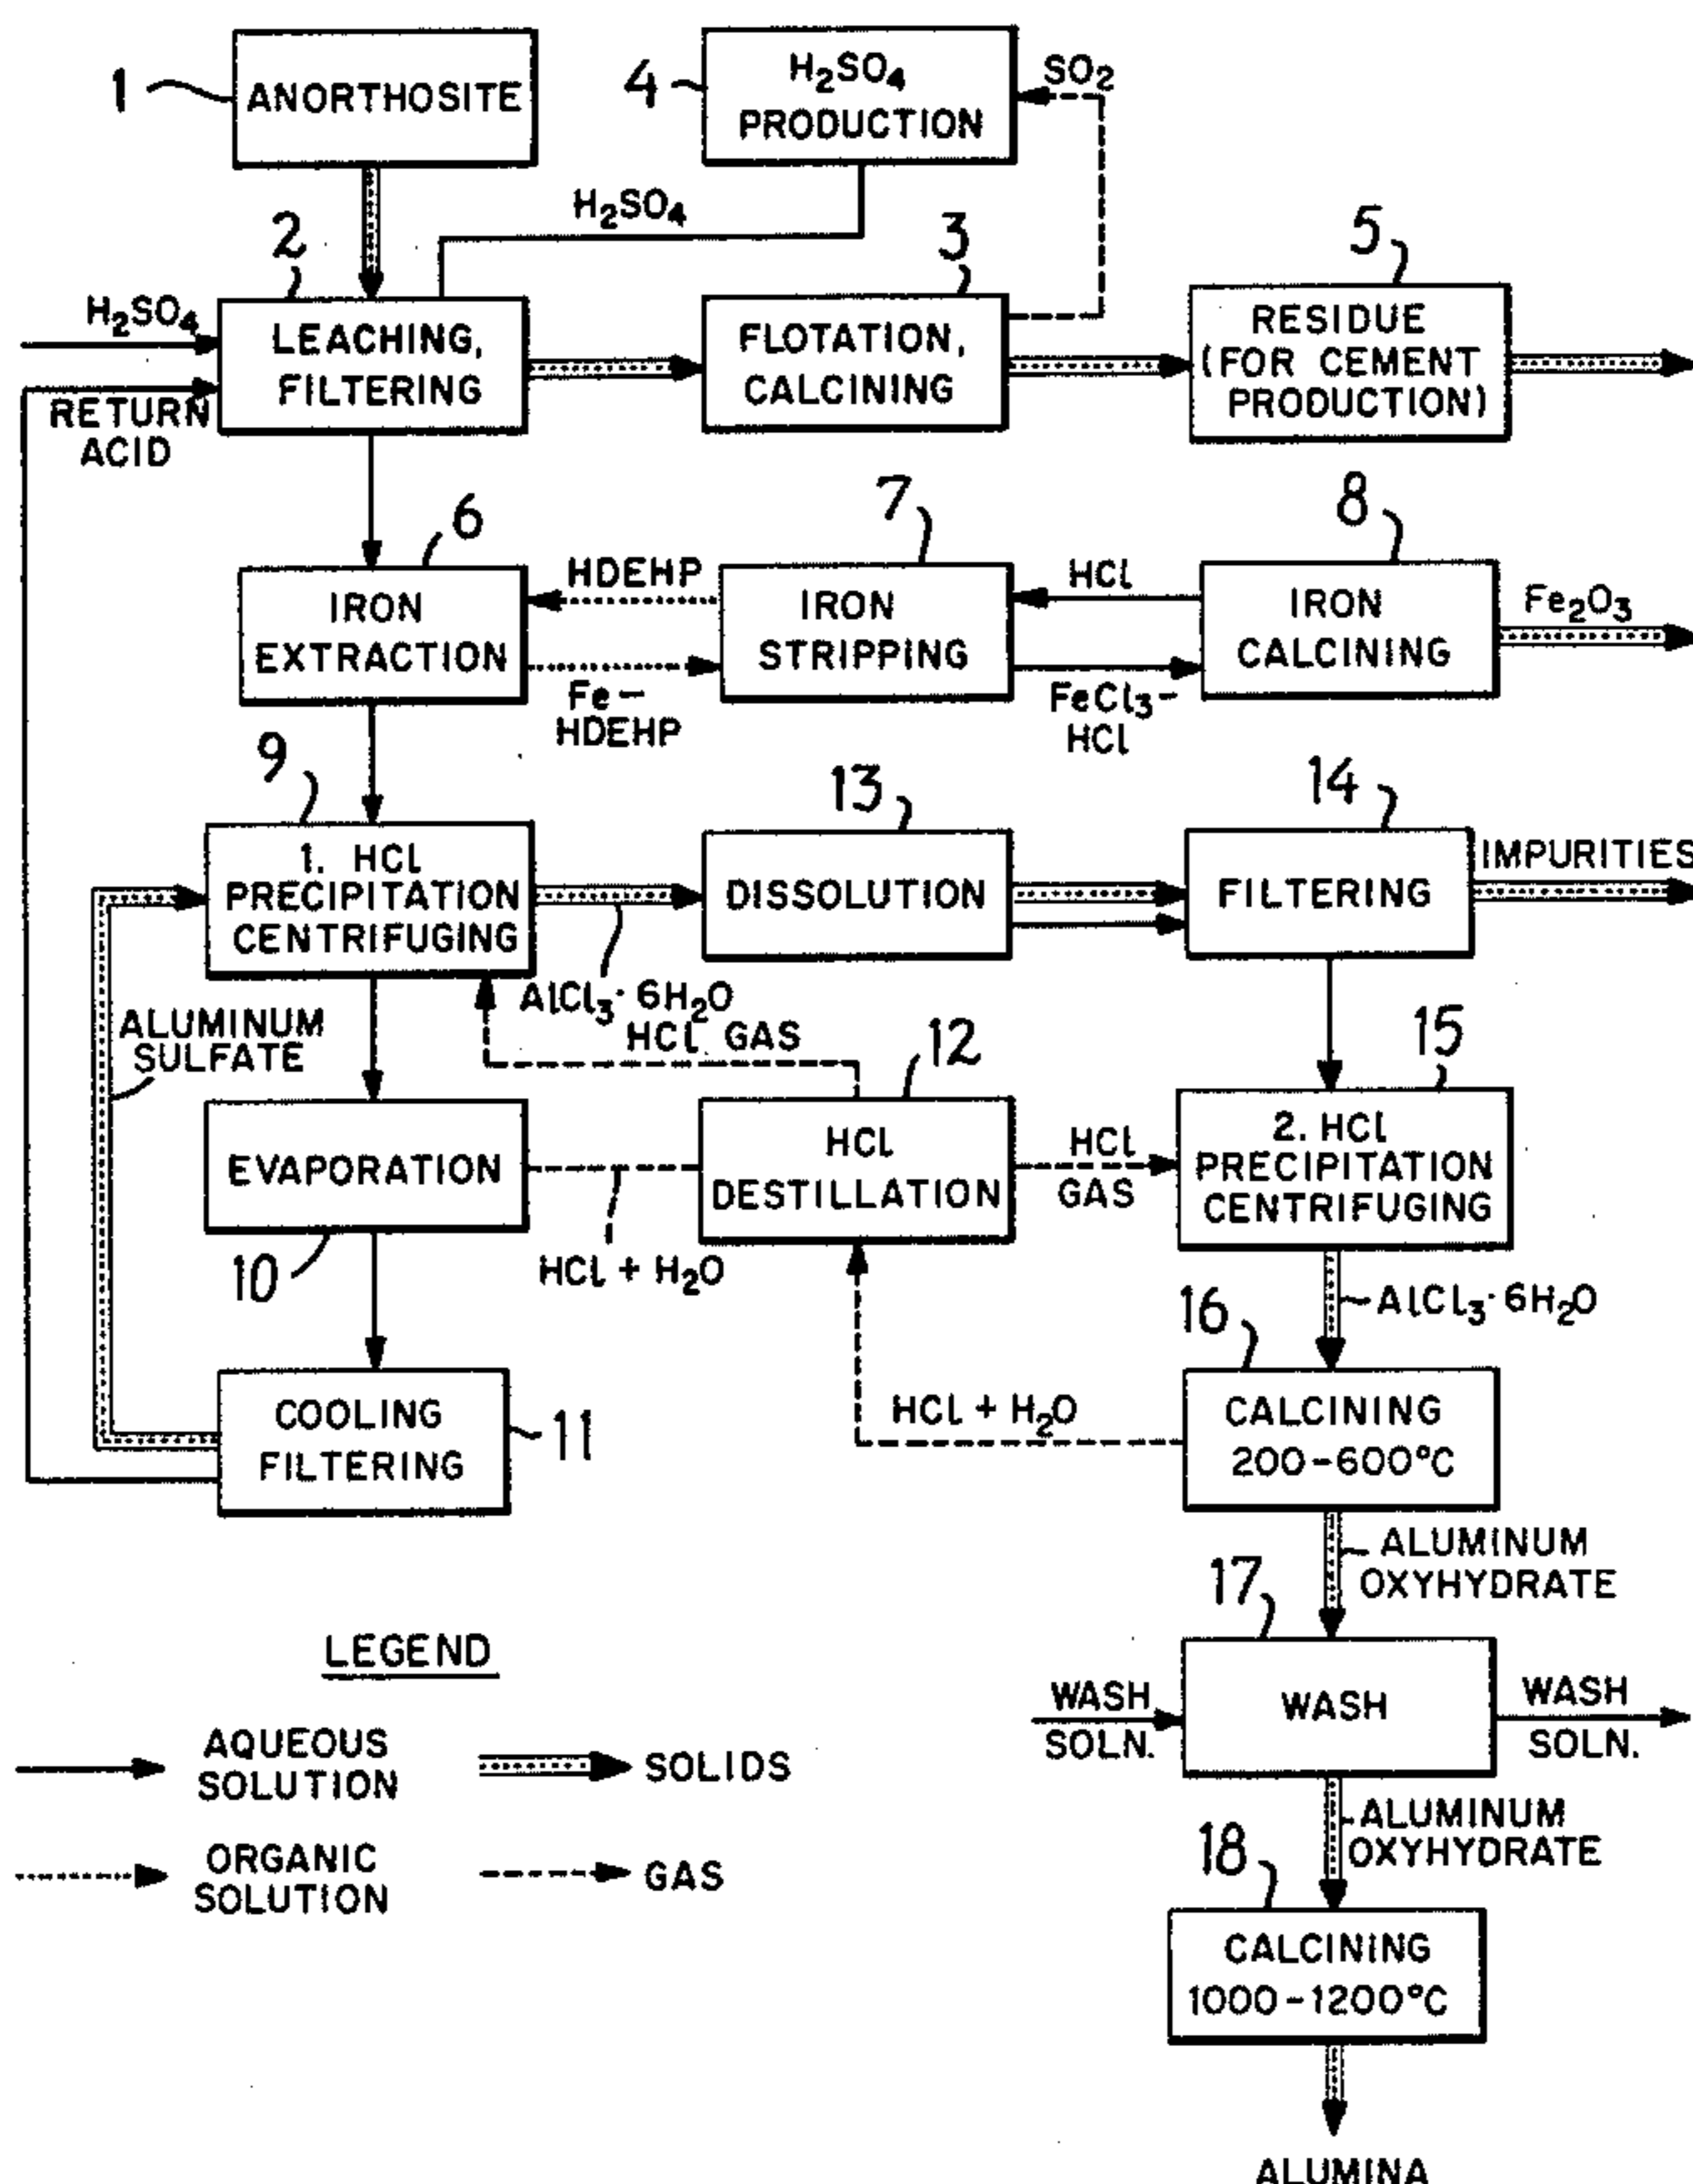 1
ANORTHOSITE
4
H₂SO₄
PRODUCTION
SO₂
H₂SO₄
2
3
5
H₂SO₄
LEACHING,
FILTERING
FLOTATION,
CALCINING
RESIDUE
(FOR CEMENT
PRODUCTION)
RETURN
ACID
6
7
8
IRON
EXTRACTION
HDEHP
Fe-
HDEHP
IRON
STRIPPING
HCl
FeCl₃-
HCl
IRON
CALCINING
Fe₂O₃
9
13
14
1. HCl
PRECIPITATION
CENTRIFUGING
DISSOLUTION
FILTERING
IMPURITIES
AlCl₃·6H₂O
HCl GAS
ALUMINUM
SULFATE
12
15
EVAPORATION
10
HCl + H₂O
HCl
DESTILLATION
HCl
GAS
2. HCl
PRECIPITATION
CENTRIFUGING
AlCl₃·6H₂O
16
COOLING
FILTERING
11
HCl + H₂O
CALCINING
200-600°C
ALUMINUM
OXYHYDRATE
17
WASH
SOLN.
WASH
WASH
SOLN.
ALUMINUM
OXYHYDRATE
18
CALCINING
1000-1200°C
ALUMINA
LEGEND
AQUEOUS
SOLUTION
SOLIDS
ORGANIC
SOLUTION
GAS